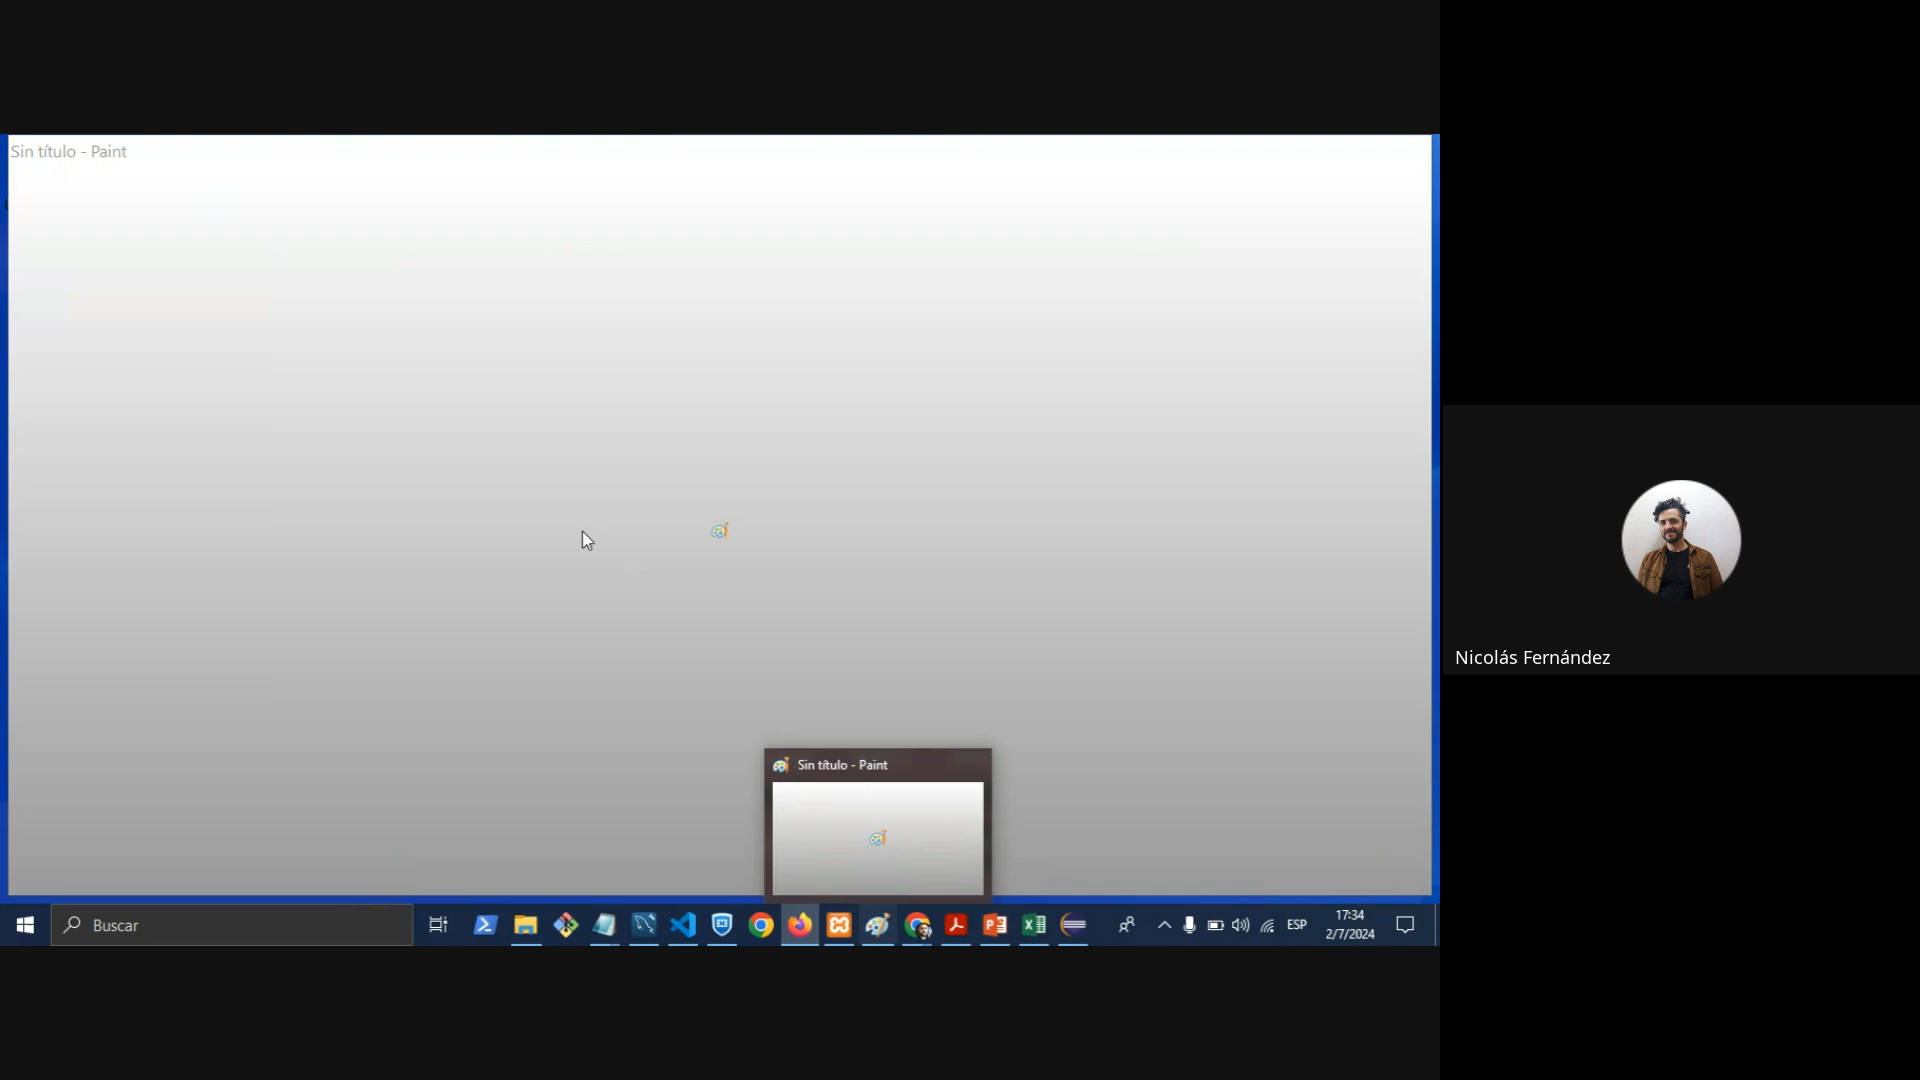 Sin título - Paint
Nicolás Fernández
Sin título - Paint
Buscar
ESP
17:34
2/7/2024